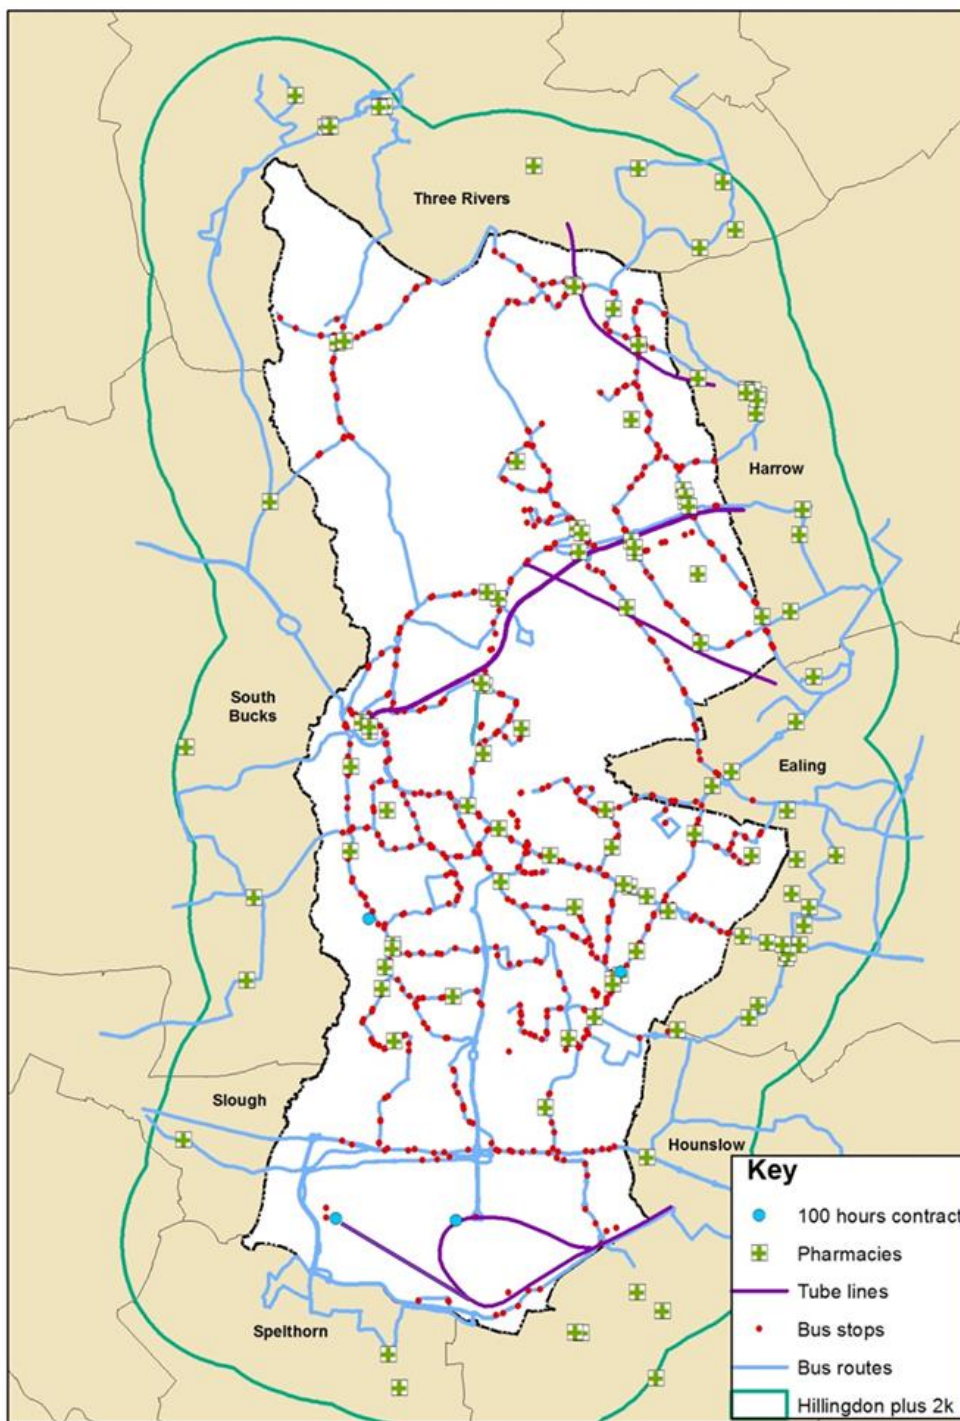 Three Rivers
Harrow
South
Bucks
Ealing
Slough
Hounslow
Spelthorn
Key
100 hours contract
Pharmacies
Tube lines
Bus stops
Bus routes
Hillingdon plus 2k